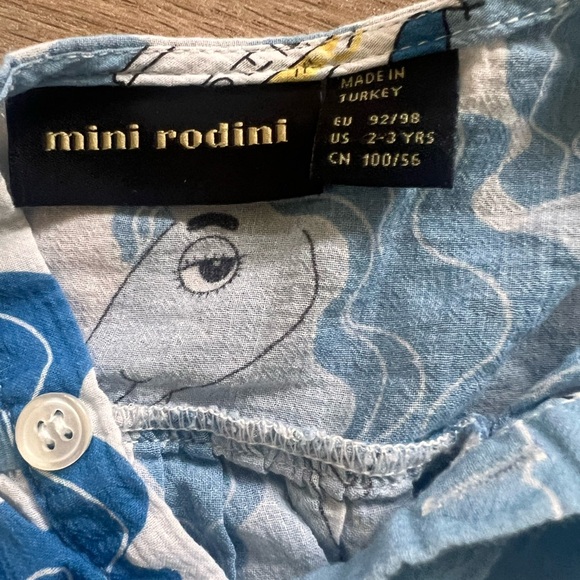 mini rodini
MADE IN
TURKEY
EU 92/98
US 2-3 YRS
CN 100/56